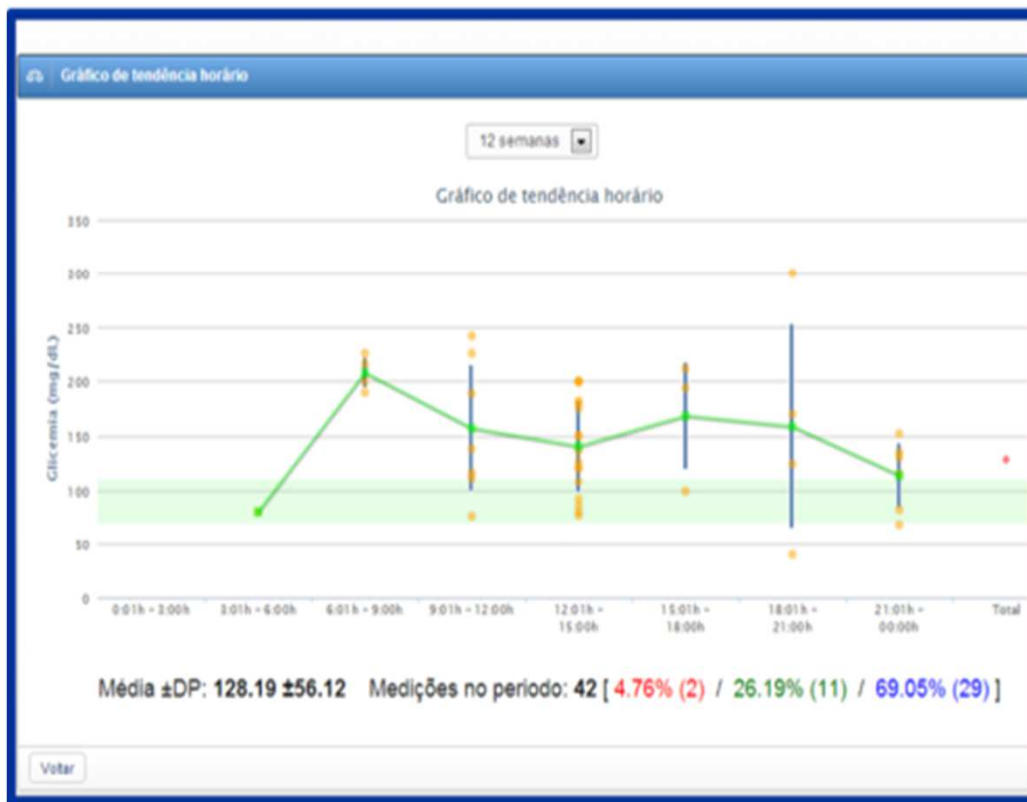 Gráfico de tendência horário
12 semanas
Gráfico de tendência horário
350
300
250
200
150
100
50
0
Glicemia (mg/dL)
0:01h - 3:00h
3:01h - 6:00h
6:01h - 9:00h
9:01h - 12:00h
12:01h -
15:00h
15:01h -
18:00h
18:01h -
21:00h
21:01h -
00:00h
Total
Média ±DP: 128.19 ±56.12 Medições no periodo: 42 [ 4.76% (2) / 26.19% (11) / 69.05% (29) ]
Voltar